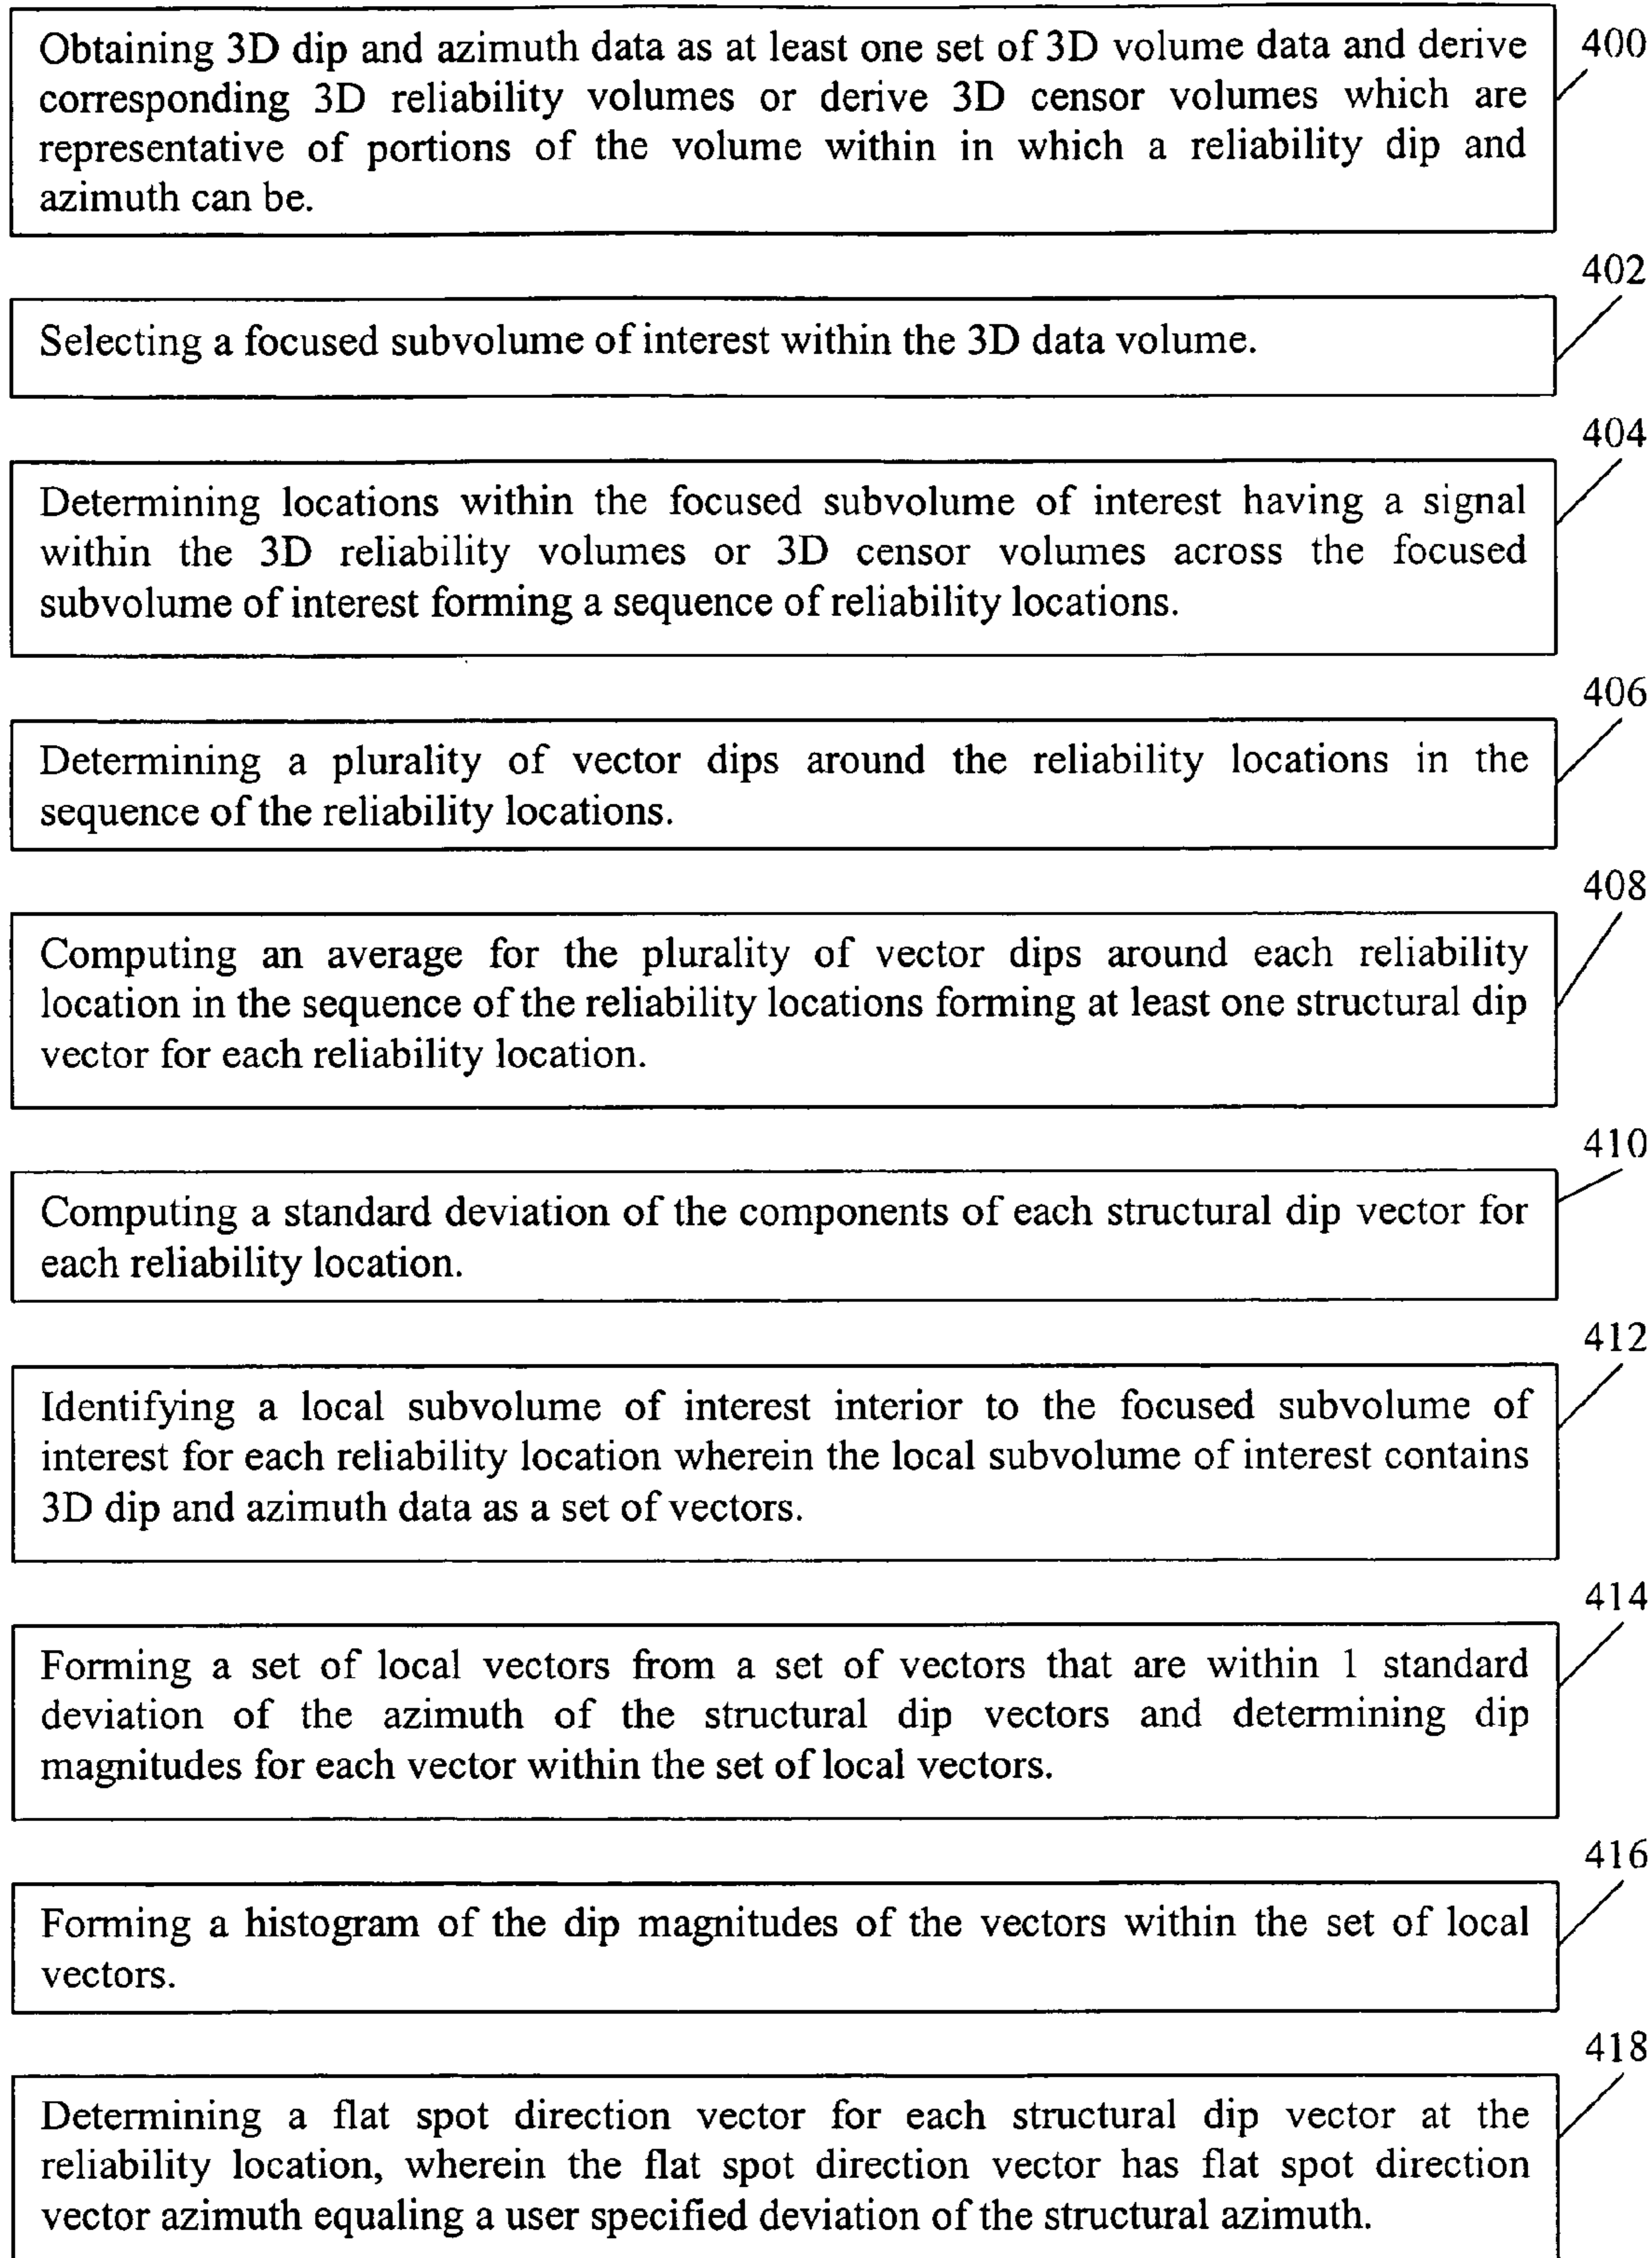 Obtaining 3D dip and azimuth data as at least one set of 3D volume data and derive
corresponding 3D reliability volumes or derive 3D censor volumes which are
representative of portions of the volume within in which a reliability dip and
azimuth can be.
400
402
Selecting a focused subvolume of interest within the 3D data volume.
404
Determining locations within the focused subvolume of interest having a signal
within the 3D reliability volumes or 3D censor volumes across the focused
subvolume of interest forming a sequence of reliability locations.
406
Determining a plurality of vector dips around the reliability locations in the
sequence of the reliability locations.
408
Computing an average for the plurality of vector dips around each reliability
location in the sequence of the reliability locations forming at least one structural dip
vector for each reliability location.
410
Computing a standard deviation of the components of each structural dip vector for
each reliability location.
412
Identifying a local subvolume of interest interior to the focused subvolume of
interest for each reliability location wherein the local subvolume of interest contains
3D dip and azimuth data as a set of vectors.
414
Forming a set of local vectors from a set of vectors that are within 1 standard
deviation of the azimuth of the structural dip vectors and determining dip
magnitudes for each vector within the set of local vectors.
416
Forming a histogram of the dip magnitudes of the vectors within the set of local
vectors.
418
Determining a flat spot direction vector for each structural dip vector at the
reliability location, wherein the flat spot direction vector has flat spot direction
vector azimuth equaling a user specified deviation of the structural azimuth.